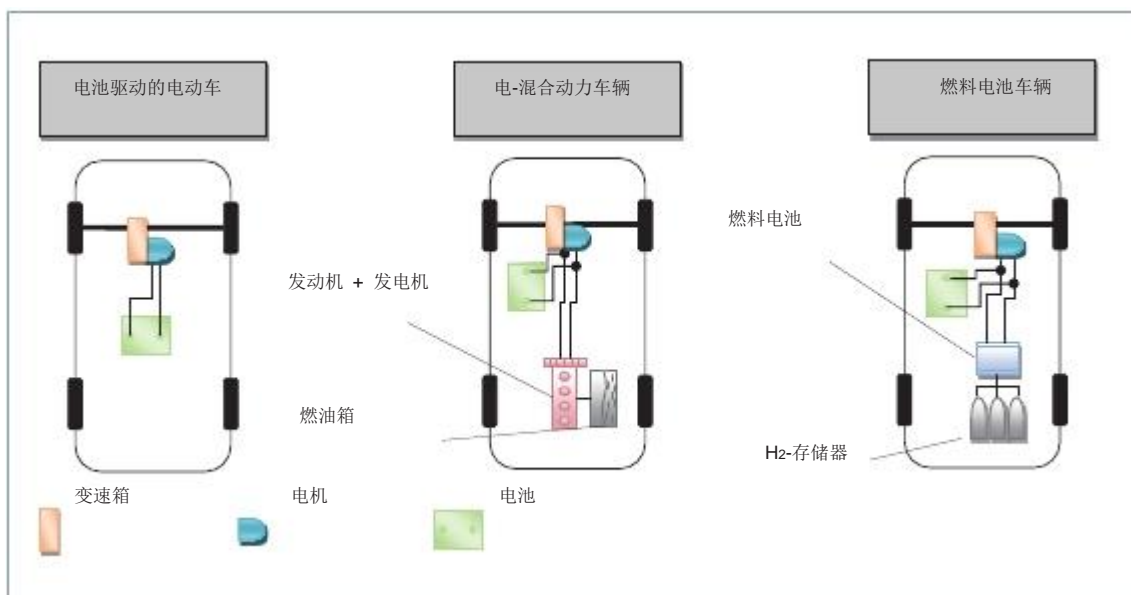 电池驱动的电动车
电-混合动力车辆
燃料电池车辆
燃料电池
发动机 + 发电机
燃油箱
H2-存储器
变速箱
电机
电池